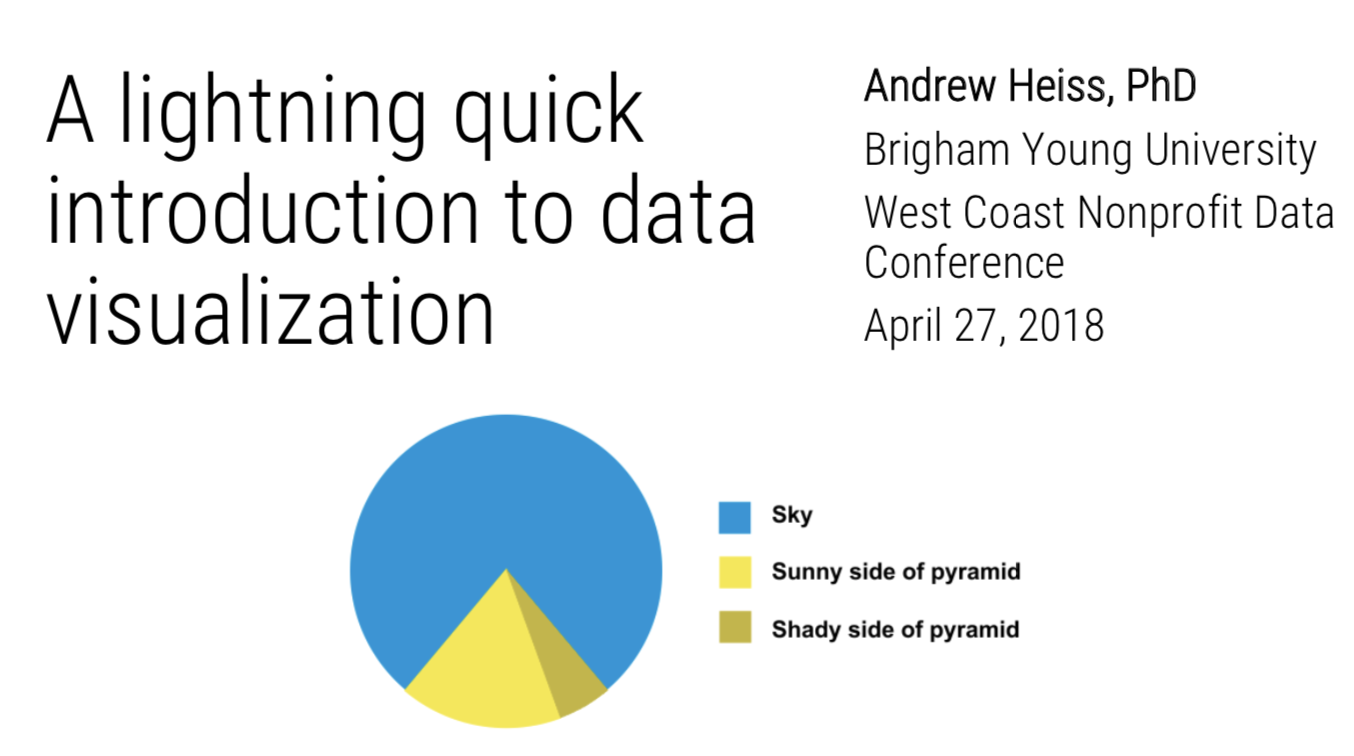 A lightning quick
introduction to data
visualization
Andrew Heiss, PhD
Brigham Young University
West Coast Nonprofit Data
Conference
April 27, 2018
Sky
Sunny side of pyramid
Shady side of pyramid